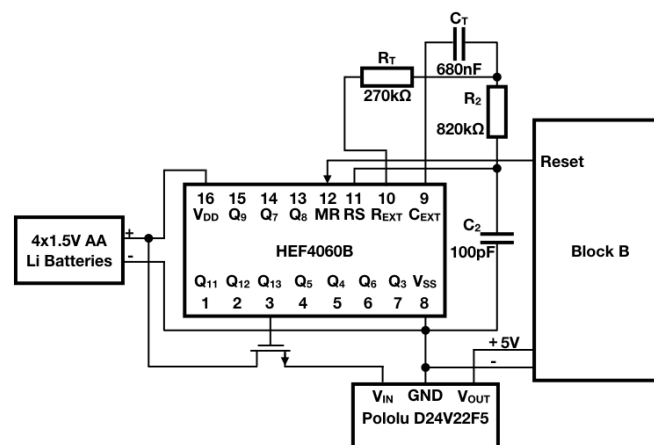 C_T
680nF
R_T
270kΩ
R_2
820kΩ
Reset
16 15 14 13 12 11 10 9
V_DD Q_9 Q_7 Q_8 MR RS R_EXT C_EXT
HEF4060B
Q_11 Q_12 Q_13 Q_5 Q_4 Q_6 Q_3 V_SS
1 2 3 4 5 6 7 8
4x1.5V AA
Li Batteries
+
-
C_2
100pF
Block B
+ 5V
-
V_IN GND V_OUT
Pololu D24V22F5